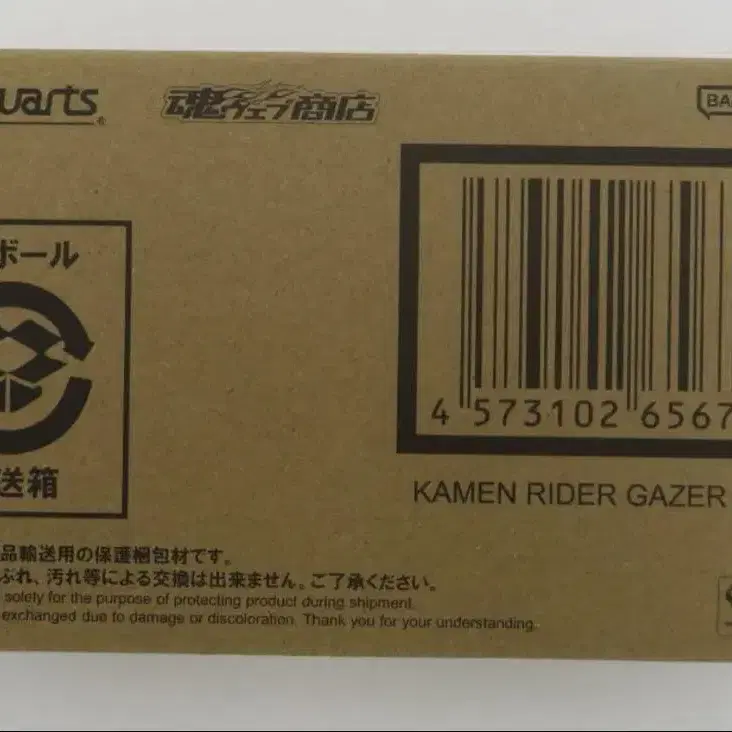 uarts
魂ウェブ商店
BA
ボール
送箱
4 573102 6567
KAMEN RIDER GAZER
品輸送用の保護梱包材です。
ぶれ、汚れ等による交換は出来ません。ご了承ください。
solely for the purpose of protecting product during shipment.
exchanged due to damage or discoloration. Thank you for your understanding.